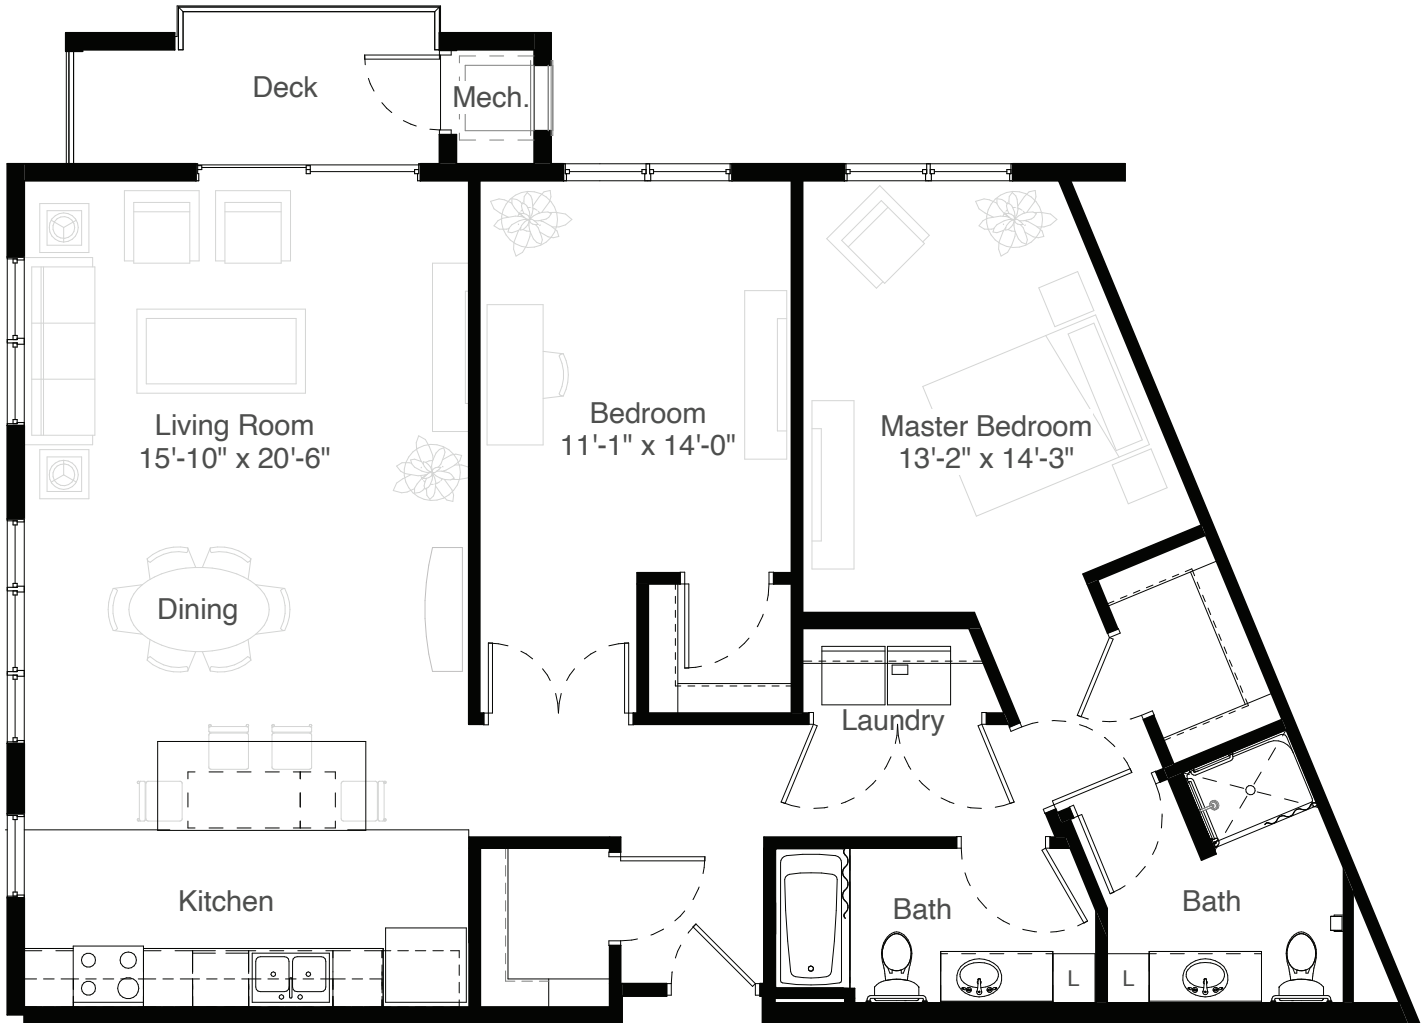 Deck
Mech.
Living Room
15'-10" x 20'-6"
Bedroom
11'-1" x 14'-0"
Master Bedroom
13'-2" x 14'-3"
Dining
Laundry
Kitchen
Bath
Bath
L
L